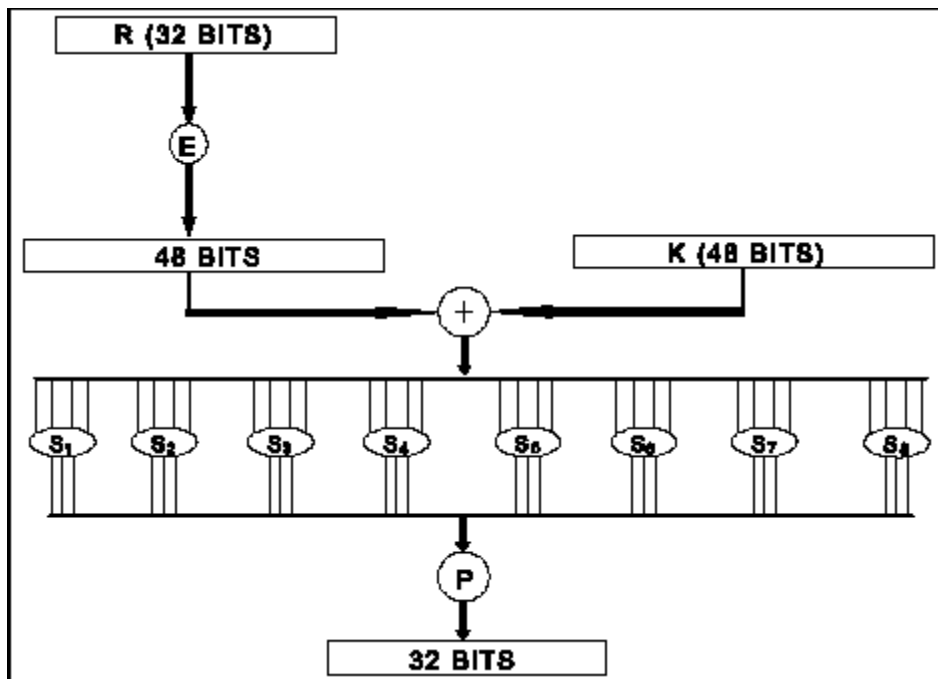 R (32 BITS)
E
48 BITS
K (48 BITS)
+
S1 S2 S3 S4 S5 S6 S7 S8
P
32 BITS